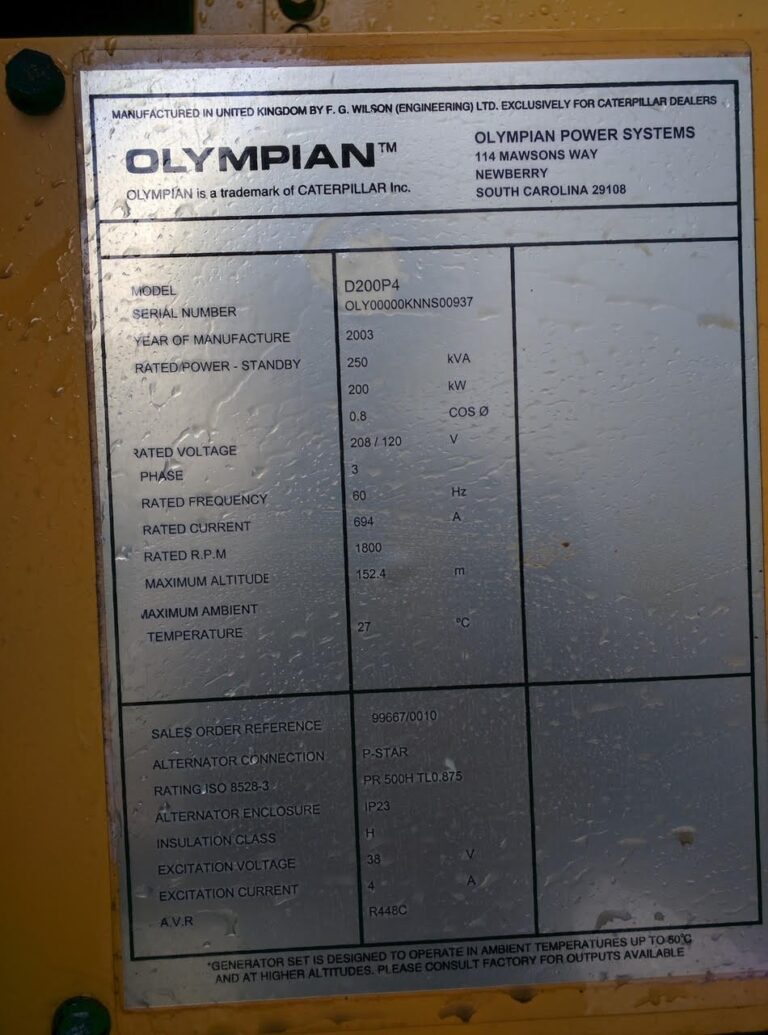 MANUFACTURED IN UNITED KINGDOM BY F. G. WILSON (ENGINEERING) LTD. EXCLUSIVELY FOR CATERPILLAR DEALERS
OLYMPIAN™
OLYMPIAN is a trademark of CATERPILLAR Inc.
OLYMPIAN POWER SYSTEMS
114 MAWSONS WAY
NEWBERRY
SOUTH CAROLINA 29108
MODEL D200P4
SERIAL NUMBER OLY00000KNNS00937
YEAR OF MANUFACTURE 2003
RATED POWER - STANDBY 250 kVA
200 kW
0.8 COS Ø
RATED VOLTAGE 208 / 120 V
PHASE 3
RATED FREQUENCY 60 Hz
RATED CURRENT 694 A
RATED R.P.M 1800
MAXIMUM ALTITUDE 152.4 m
MAXIMUM AMBIENT
TEMPERATURE 27 °C
SALES ORDER REFERENCE 99667/0010
ALTERNATOR CONNECTION P-STAR
RATING ISO 8528-3 PR 500H TL0.875
ALTERNATOR ENCLOSURE IP23
INSULATION CLASS H
EXCITATION VOLTAGE 38 V
EXCITATION CURRENT 4 A
A.V.R R448C
*GENERATOR SET IS DESIGNED TO OPERATE IN AMBIENT TEMPERATURES UP TO 50°C
AND AT HIGHER ALTITUDES. PLEASE CONSULT FACTORY FOR OUTPUTS AVAILABLE